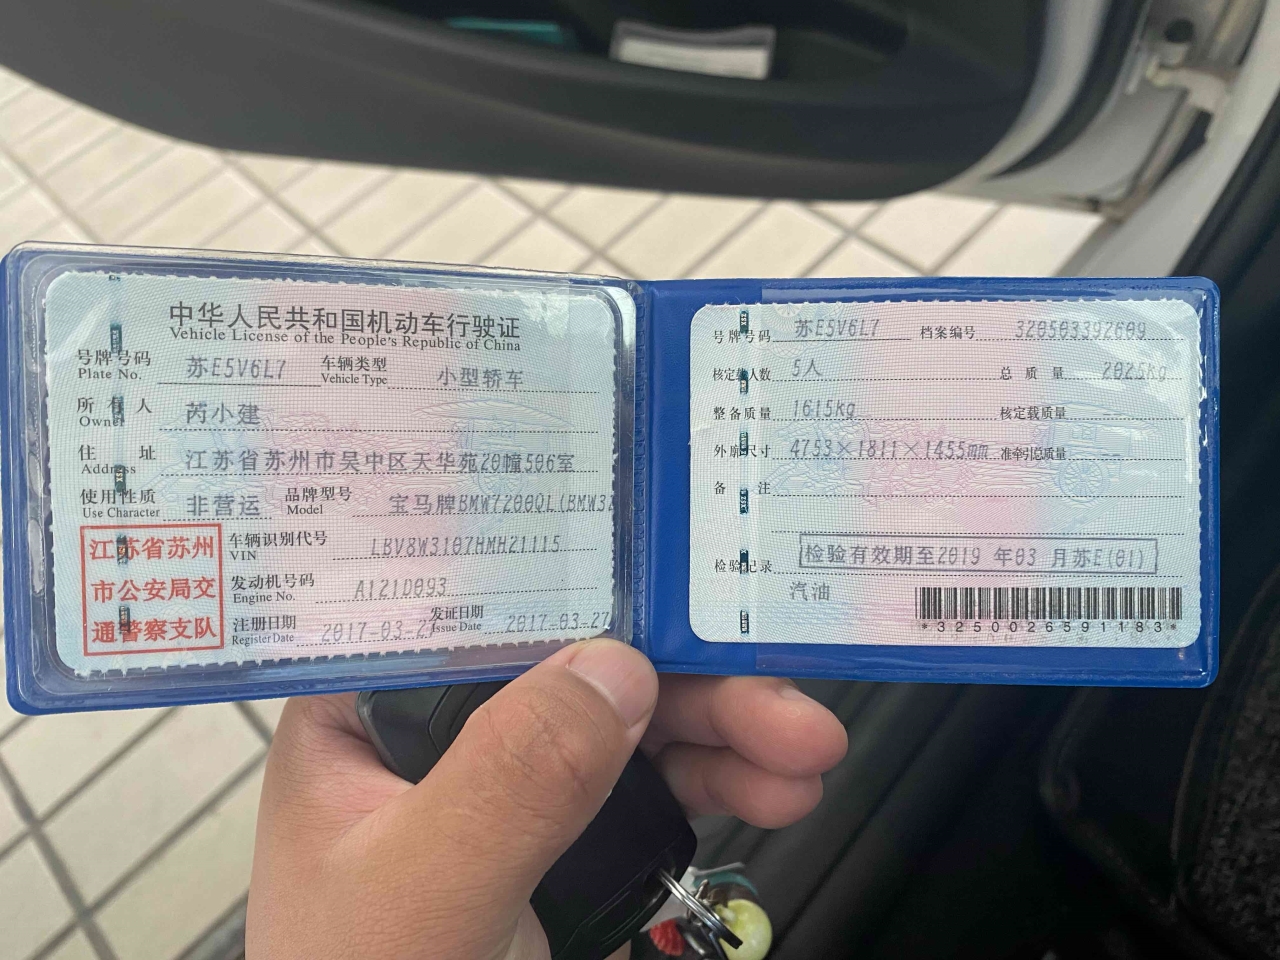 中华人民共和国机动车行驶证
Vehicle License of the People's Republic of China
号牌号码 苏E5V6L7 车辆类型 小型轿车
Plate No. Vehicle Type
所有人 芮小建
Owner
住址 江苏省苏州市吴中区天华苑20幢506室
Address
使用性质 非营运 品牌型号 宝马牌BMW7200QL(BMW32
Use Character Model
江苏省苏州
市公安局交
通警察支队
车辆识别代号 LBV8W3107HMH21115
VIN
发动机号码 A121D093
Engine No.
注册日期 2017-03-27 发证日期 2017-03-27
Register Date Issue Date
号牌号码 苏E5V6L7 档案编号 320503392609
核定载人数 5人 总质量 2025kg
整备质量 1615kg 核定载质量 --
外廓尺寸 4753×1811×1455mm 准牵引总质量 --
备注
检验记录 检验有效期至2019年03月苏E(01)
汽油
*3250026591183*